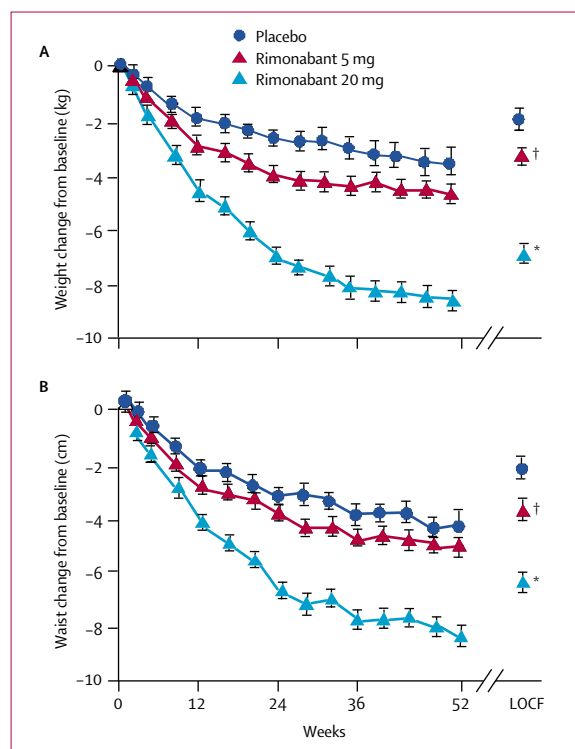 Placebo
A
Rimonabant 5 mg
Rimonabant 20 mg
0
−2
−4
−6
−8
−10
Weight change from baseline (kg)
†
*
B
0
−2
−4
−6
−8
−10
Waist change from baseline (cm)
†
*
0 12 24 36 52 LOCF
Weeks